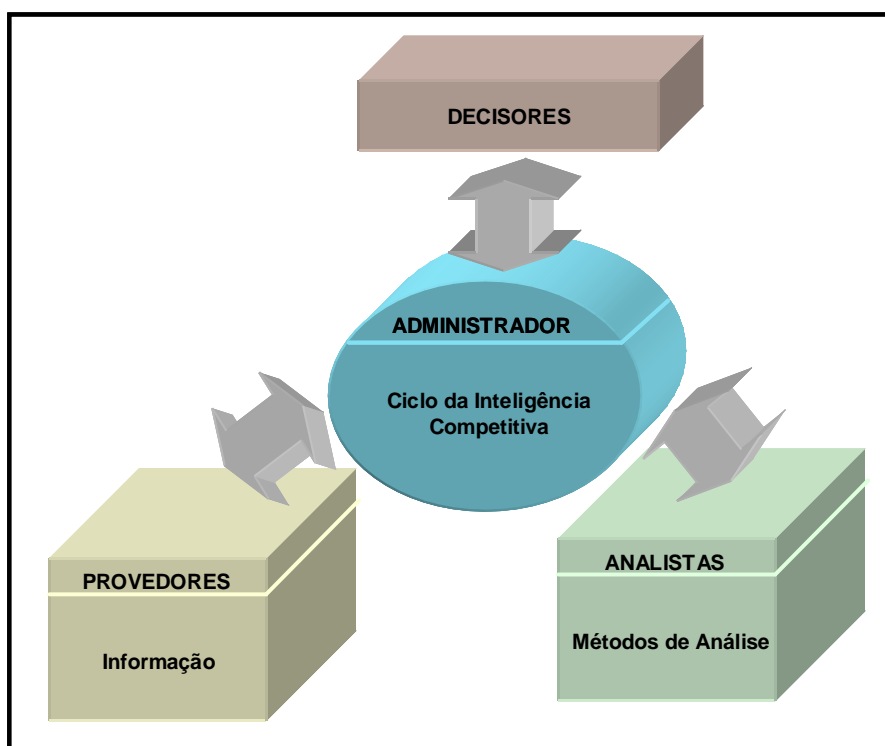 DECISORES
ADMINISTRADOR
Ciclo da Inteligência
Competitiva
PROVEDORES
Informação
ANALISTAS
Métodos de Análise